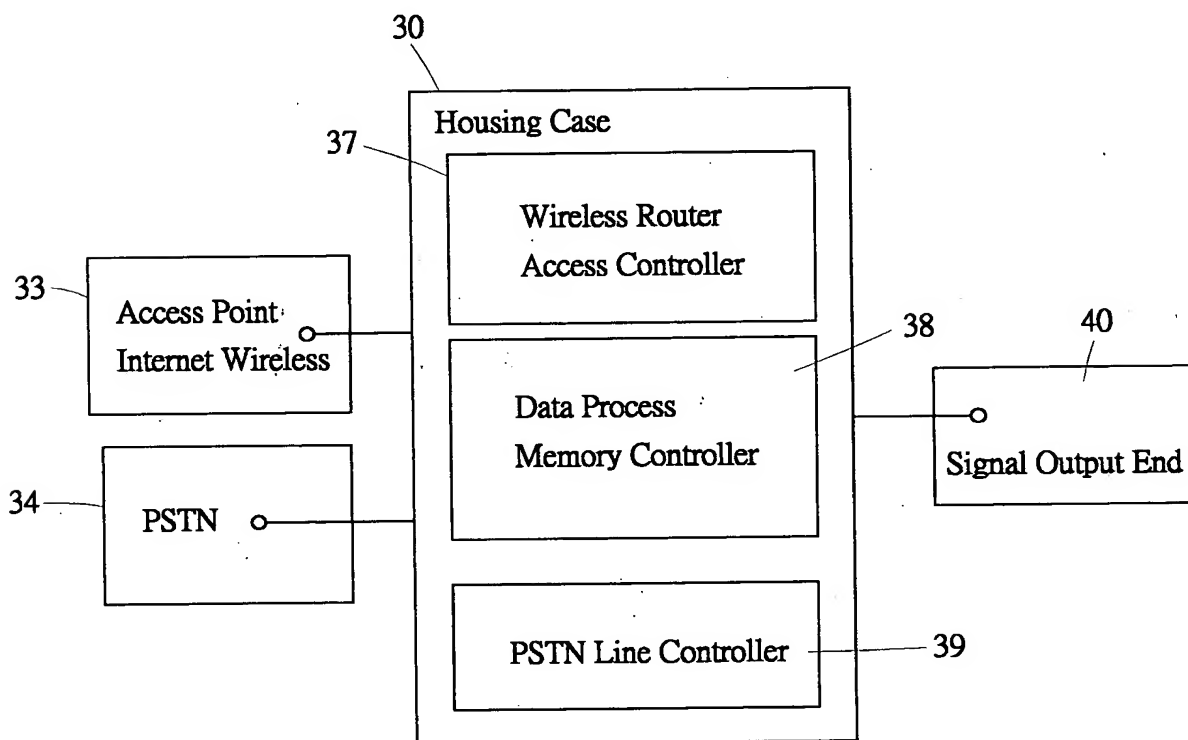 30
Housing Case
37
Wireless Router
Access Controller
33
Access Point
Internet Wireless
38
40
Data Process
Memory Controller
Signal Output End
34
PSTN
PSTN Line Controller
39